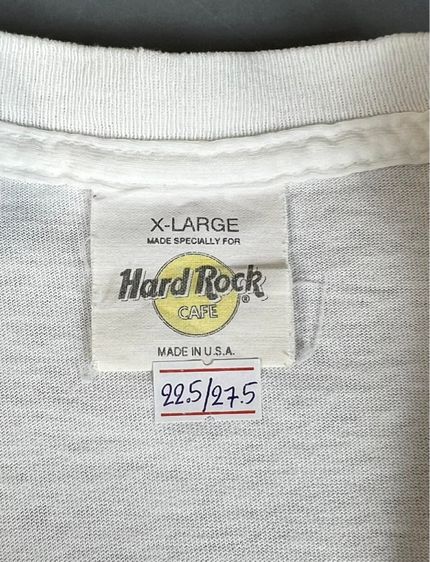 X-LARGE
MADE SPECIALLY FOR
Hard Rock
CAFE ®
MADE IN U.S.A.
22.5/27.5